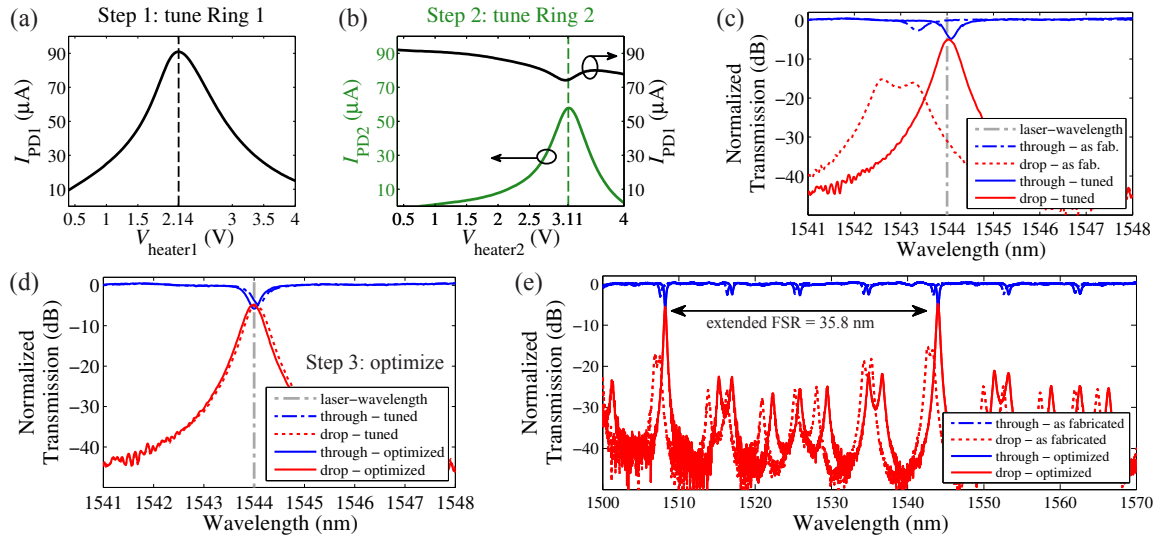 (a)
Step 1: tune Ring 1
I_PD1 (μA)
90
70
50
30
10
0.5
1
1.5
2
2.14
3
3.5
4
V_heater1 (V)
(b)
Step 2: tune Ring 2
I_PD2 (μA)
90
70
50
30
10
0.5
1
1.5
2
2.5
3.11
4
V_heater2 (V)
90
70
50
30
10
I_PD1 (μA)
(c)
Normalized
Transmission (dB)
0
−10
−20
−30
−40
laser−wavelength
through − as fab.
drop − as fab.
through − tuned
drop − tuned
1541
1542
1543
1544
1545
1546
1547
1548
Wavelength (nm)
(d)
Normalized
Transmission (dB)
0
−10
−20
−30
−40
Step 3: optimize
laser−wavelength
through − tuned
drop − tuned
through − optimized
drop − optimized
1541
1542
1543
1544
1545
1546
1547
1548
Wavelength (nm)
(e)
Normalized
Transmission (dB)
0
−10
−20
−30
−40
extended FSR = 35.8 nm
through − as fabricated
drop − as fabricated
through − optimized
drop − optimized
1500
1510
1520
1530
1540
1550
1560
1570
Wavelength (nm)